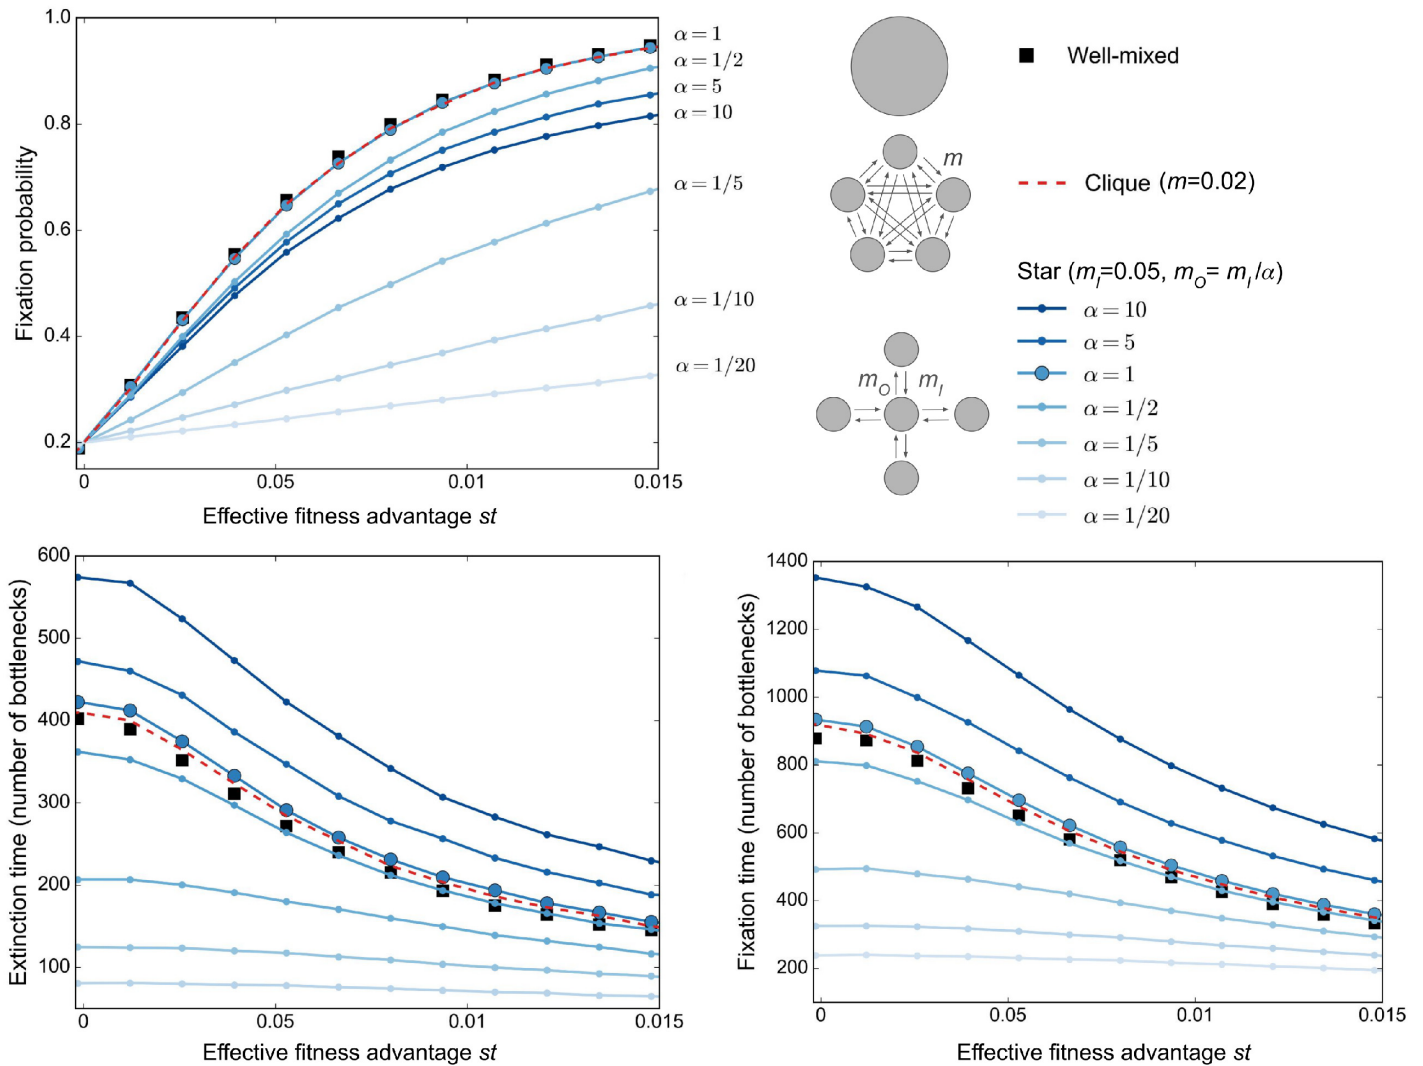 1.0
0.8
0.6
0.4
0.2
Fixation probability
0
0.05
0.01
0.015
Effective fitness advantage st
α = 1
α = 1/2
α = 5
α = 10
α = 1/5
α = 1/10
α = 1/20
m
m_O
m_I
Well-mixed
Clique (m=0.02)
Star (m_I=0.05, m_O= m_I/α)
α = 10
α = 5
α = 1
α = 1/2
α = 1/5
α = 1/10
α = 1/20
600
500
400
300
200
100
Extinction time (number of bottlenecks)
0
0.05
0.01
0.015
Effective fitness advantage st
1400
1200
1000
800
600
400
200
Fixation time (number of bottlenecks)
0
0.05
0.01
0.015
Effective fitness advantage st